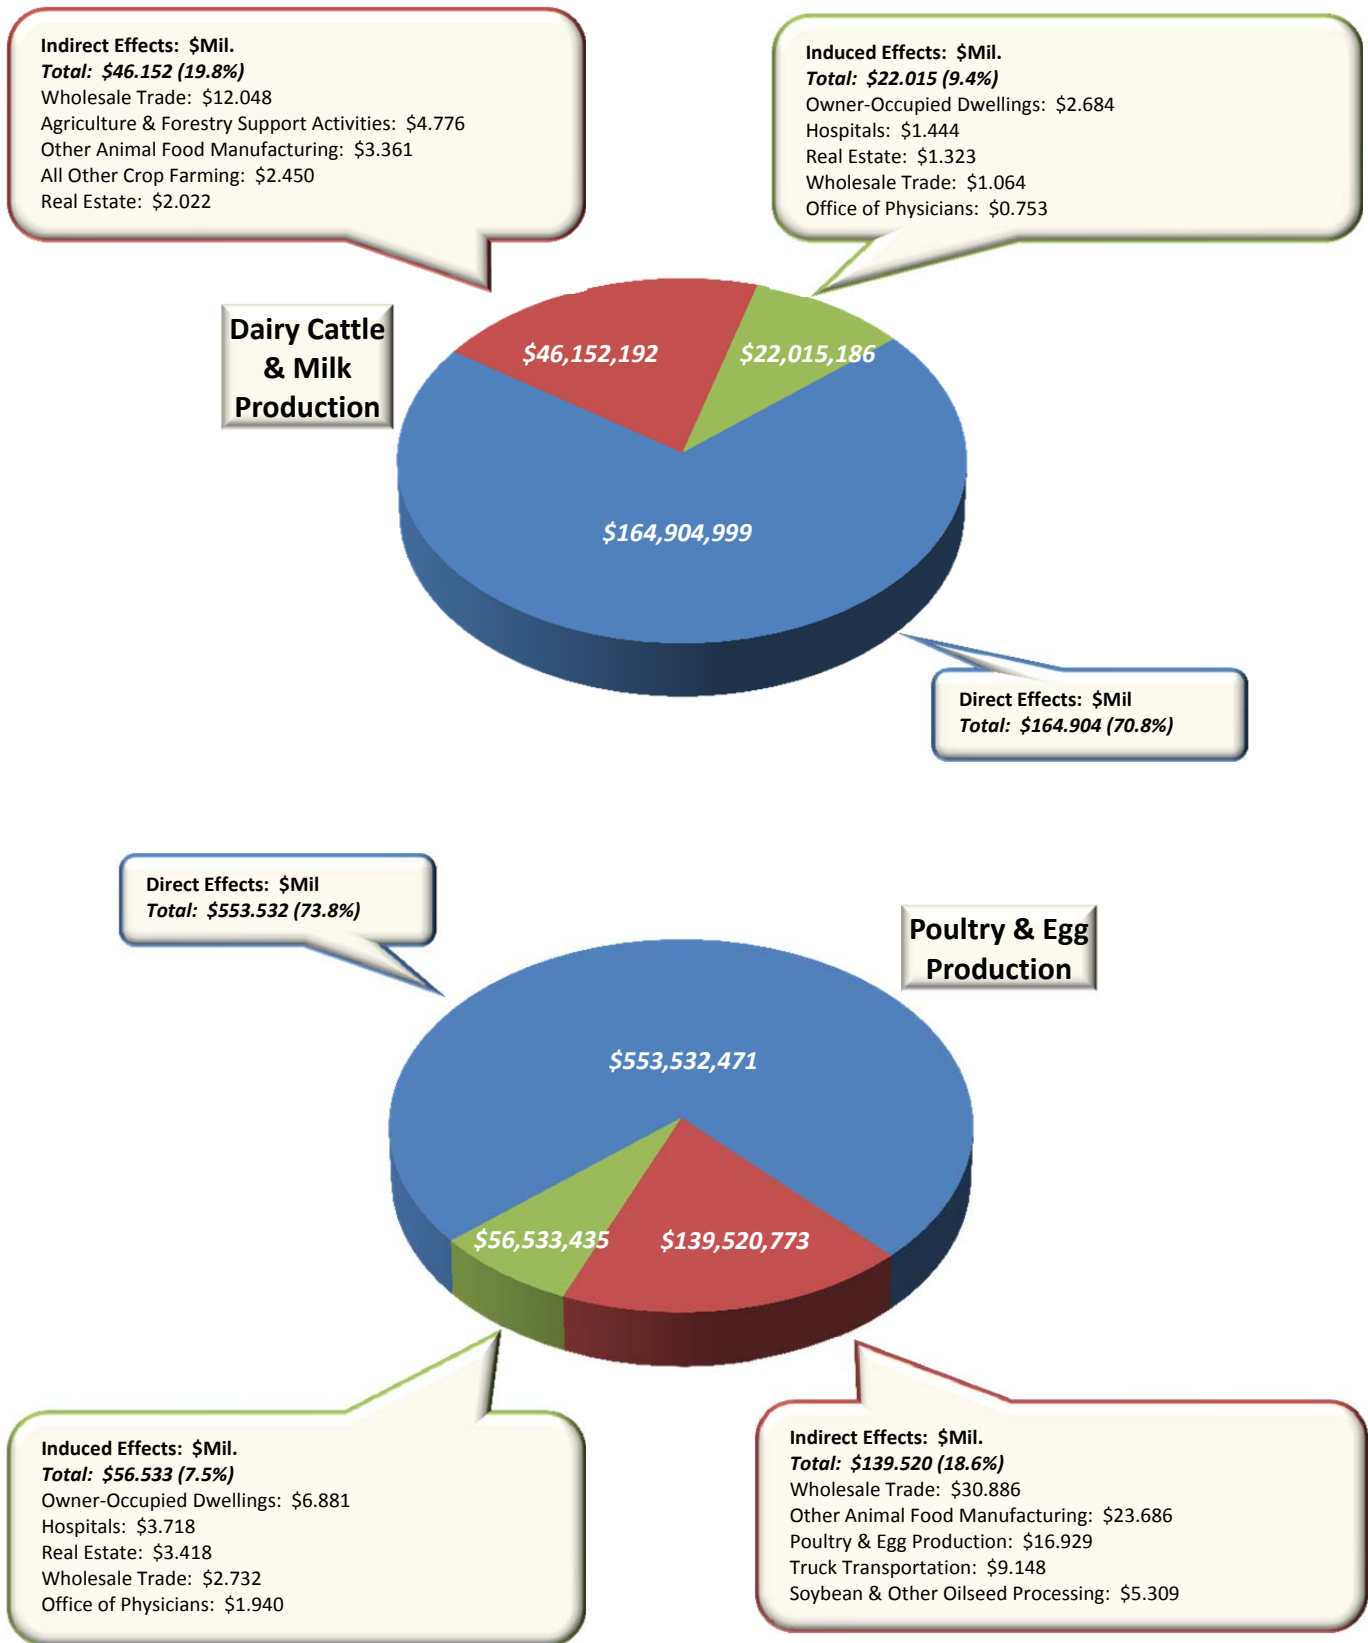 Indirect Effects:  $Mil.
Total:  $46.152 (19.8%)
Wholesale Trade:  $12.048
Agriculture & Forestry Support Activities:  $4.776
Other Animal Food Manufacturing:  $3.361
All Other Crop Farming:  $2.450
Real Estate:  $2.022
Induced Effects:  $Mil.
Total:  $22.015 (9.4%)
Owner-Occupied Dwellings:  $2.684
Hospitals:  $1.444
Real Estate:  $1.323
Wholesale Trade:  $1.064
Office of Physicians:  $0.753
Dairy Cattle
& Milk
Production
$46,152,192
$22,015,186
$164,904,999
Direct Effects:  $Mil
Total:  $164.904 (70.8%)
Direct Effects:  $Mil
Total:  $553.532 (73.8%)
Poultry & Egg
Production
$553,532,471
$56,533,435
$139,520,773
Induced Effects:  $Mil.
Total:  $56.533 (7.5%)
Owner-Occupied Dwellings:  $6.881
Hospitals:  $3.718
Real Estate:  $3.418
Wholesale Trade:  $2.732
Office of Physicians:  $1.940
Indirect Effects:  $Mil.
Total:  $139.520 (18.6%)
Wholesale Trade:  $30.886
Other Animal Food Manufacturing:  $23.686
Poultry & Egg Production:  $16.929
Truck Transportation:  $9.148
Soybean & Other Oilseed Processing:  $5.309